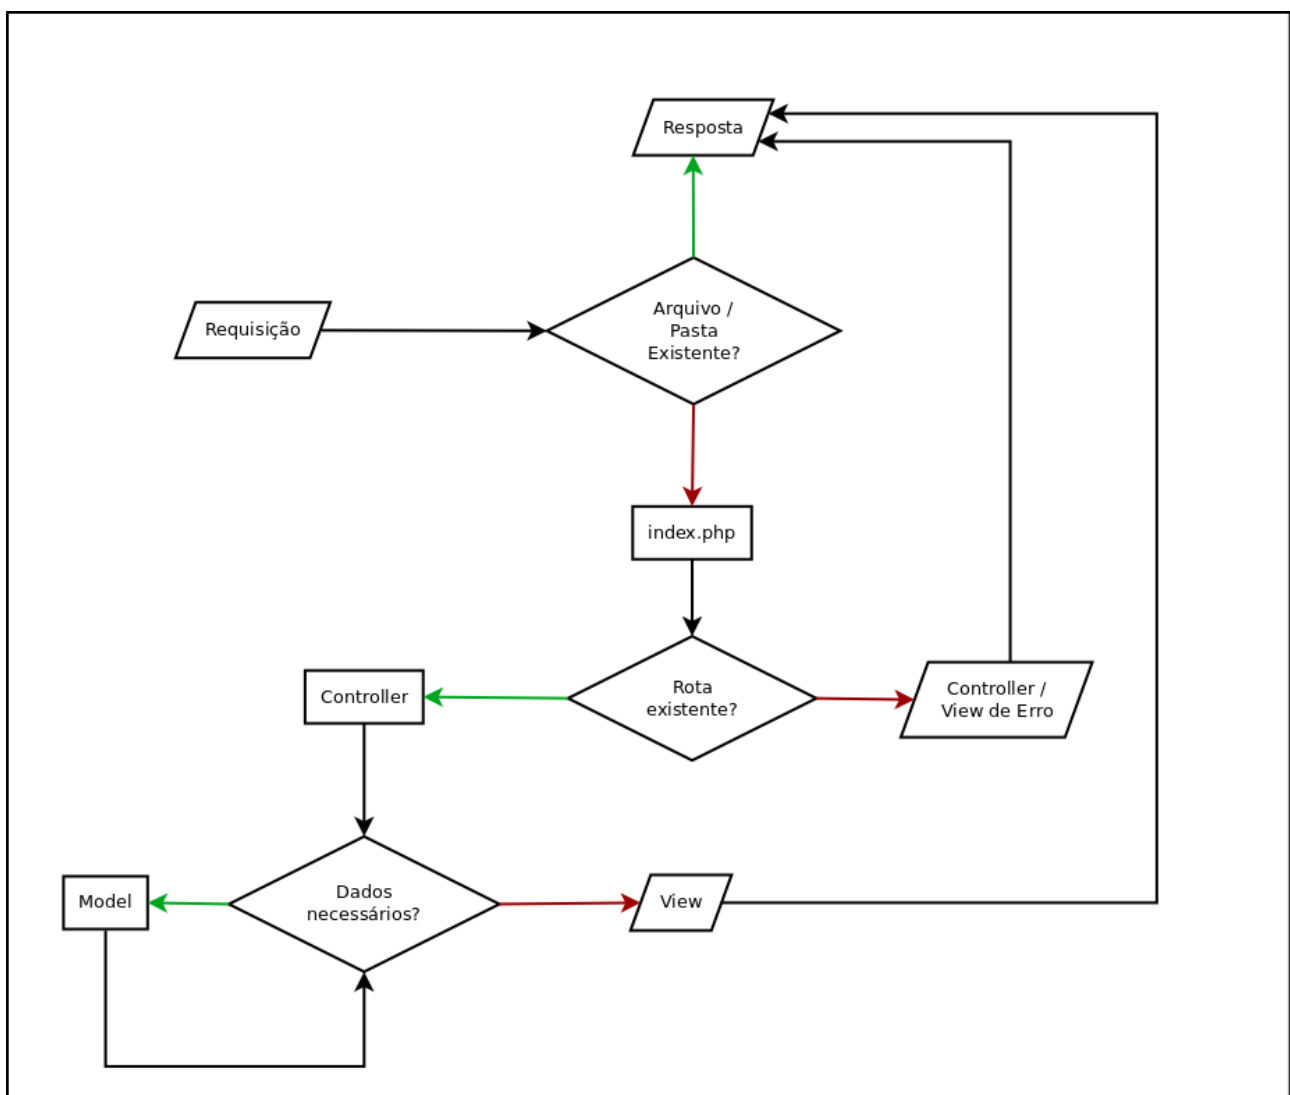 Resposta
Arquivo /
Pasta
Existente?
Requisição
index.php
Rota
existente?
Controller
Controller /
View de Erro
Dados
necessários?
Model
View